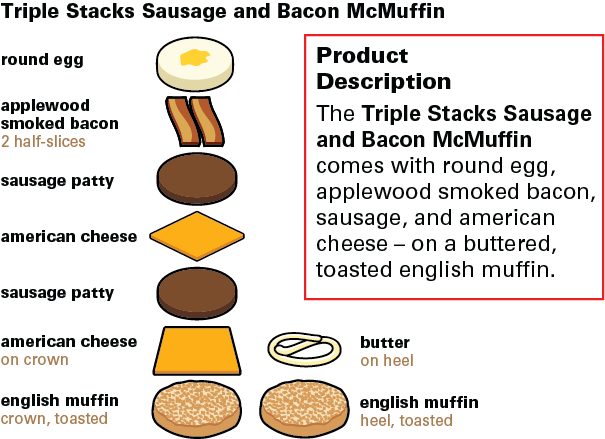 Triple Stacks Sausage and Bacon McMuffin
round egg
applewood
smoked bacon
2 half-slices
sausage patty
american cheese
sausage patty
american cheese
on crown
english muffin
crown, toasted
butter
on heel
english muffin
heel, toasted
Product
Description
The Triple Stacks Sausage
and Bacon McMuffin
comes with round egg,
applewood smoked bacon,
sausage, and american
cheese – on a buttered,
toasted english muffin.